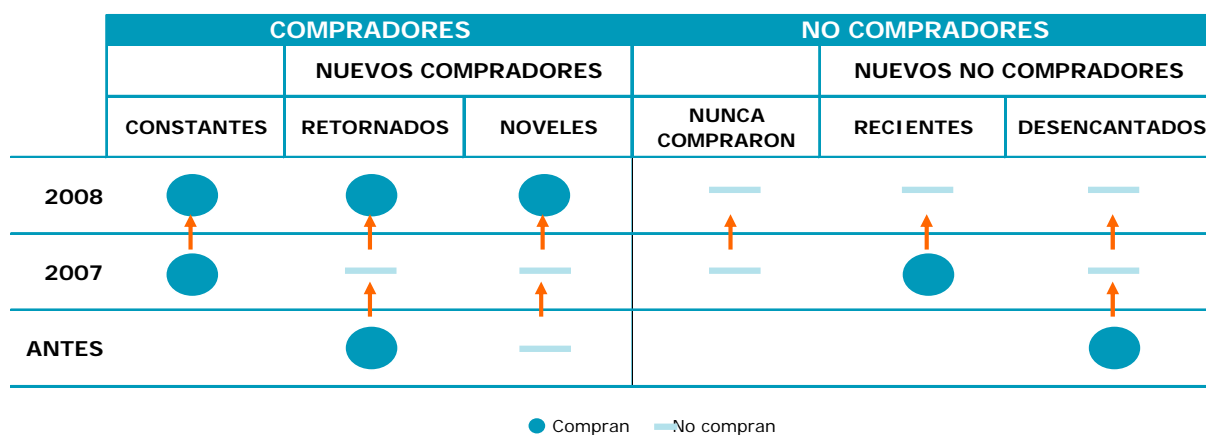 COMPRADORES
NO COMPRADORES
NUEVOS COMPRADORES
NUEVOS NO COMPRADORES
CONSTANTES
RETORNADOS
NOVELES
NUNCA
COMPRARON
RECIENTES
DESENCANTADOS
2008
2007
ANTES
Compran
No compran